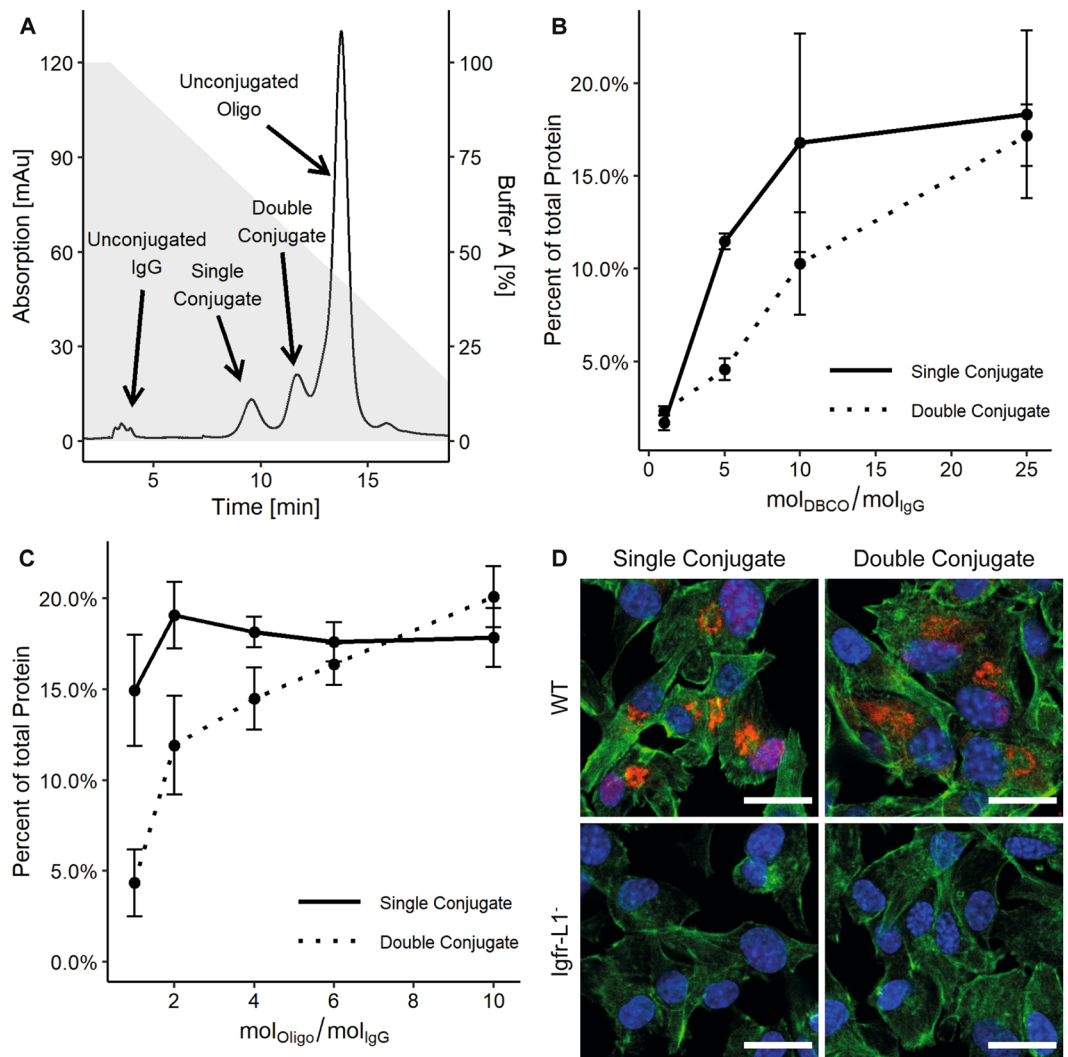 A
Absorption [mAu]
120
90
60
30
0
100
75
50
25
0
Buffer A [%]
Unconjugated
Oligo
Double
Conjugate
Unconjugated
IgG
Single
Conjugate
5
10
15
Time [min]
B
Percent of total Protein
20.0%
15.0%
10.0%
5.0%
Single Conjugate
Double Conjugate
0
5
10
15
20
25
molDBCO/molIgG
C
Percent of total Protein
20.0%
15.0%
10.0%
5.0%
0.0%
Single Conjugate
Double Conjugate
2
4
6
8
10
molOligo/molIgG
D
Single Conjugate
Double Conjugate
WT
Igfr-L1-